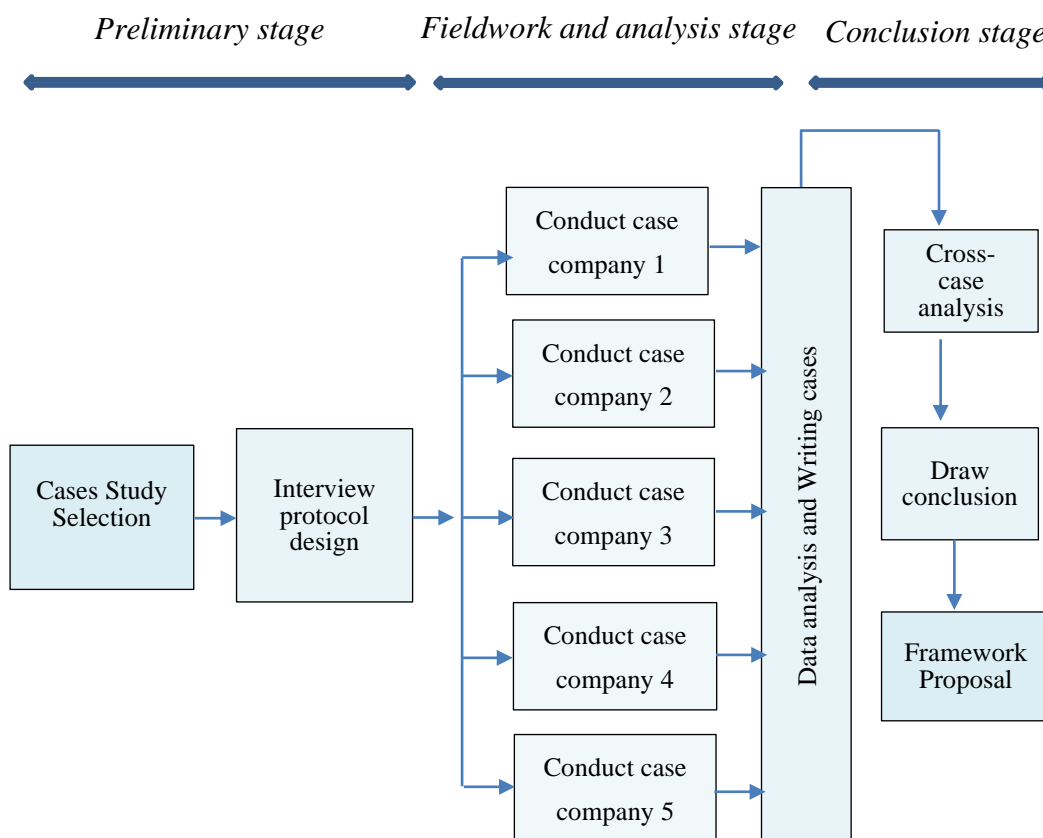 Preliminary stage
Fieldwork and analysis stage
Conclusion stage
Cases Study
Selection
Interview
protocol
design
Conduct case
company 1
Conduct case
company 2
Conduct case
company 3
Conduct case
company 4
Conduct case
company 5
Data analysis and Writing cases
Cross-
case
analysis
Draw
conclusion
Framework
Proposal